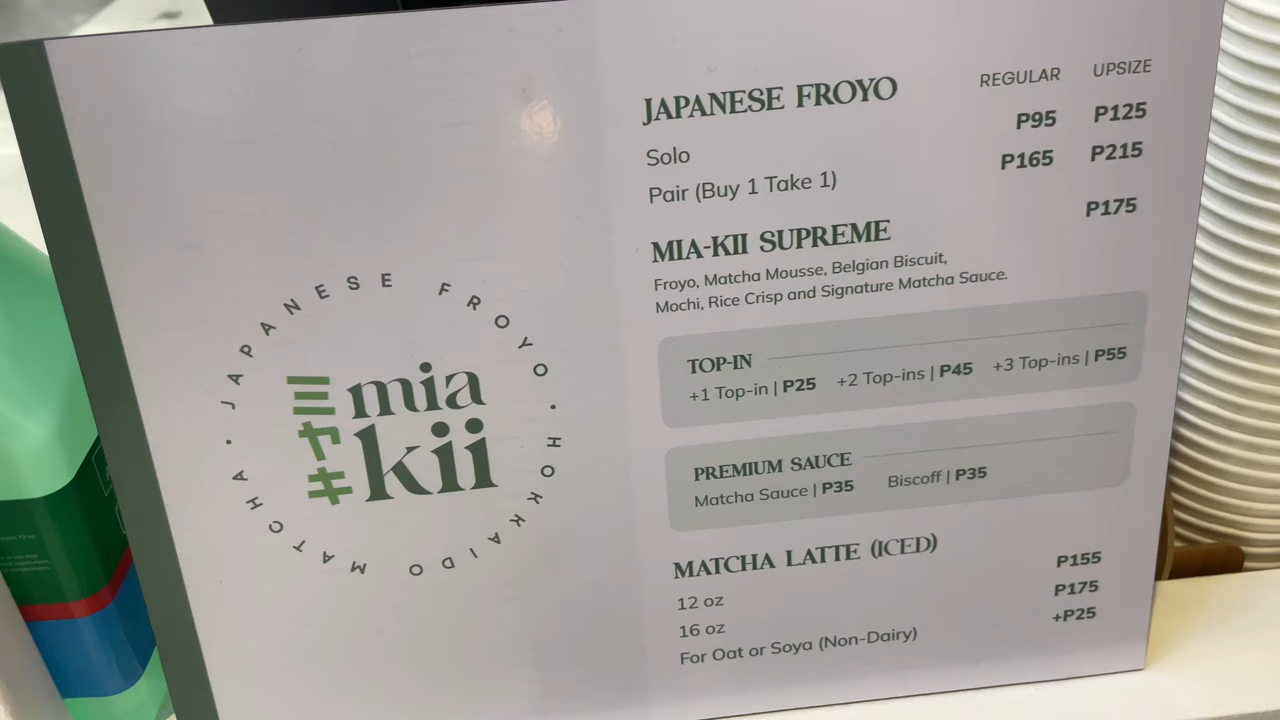 JAPANESE FROYO • HOKKAIDO MATCHA •
ミヤキ
mia
kii
JAPANESE FROYO REGULAR UPSIZE
Solo P95 P125
Pair (Buy 1 Take 1) P165 P215
MIA-KII SUPREME P175
Froyo, Matcha Mousse, Belgian Biscuit,
Mochi, Rice Crisp and Signature Matcha Sauce.
TOP-IN
+1 Top-in | P25 +2 Top-ins | P45 +3 Top-ins | P55
PREMIUM SAUCE
Matcha Sauce | P35 Biscoff | P35
MATCHA LATTE (ICED)
12 oz P155
16 oz P175
For Oat or Soya (Non-Dairy) +P25